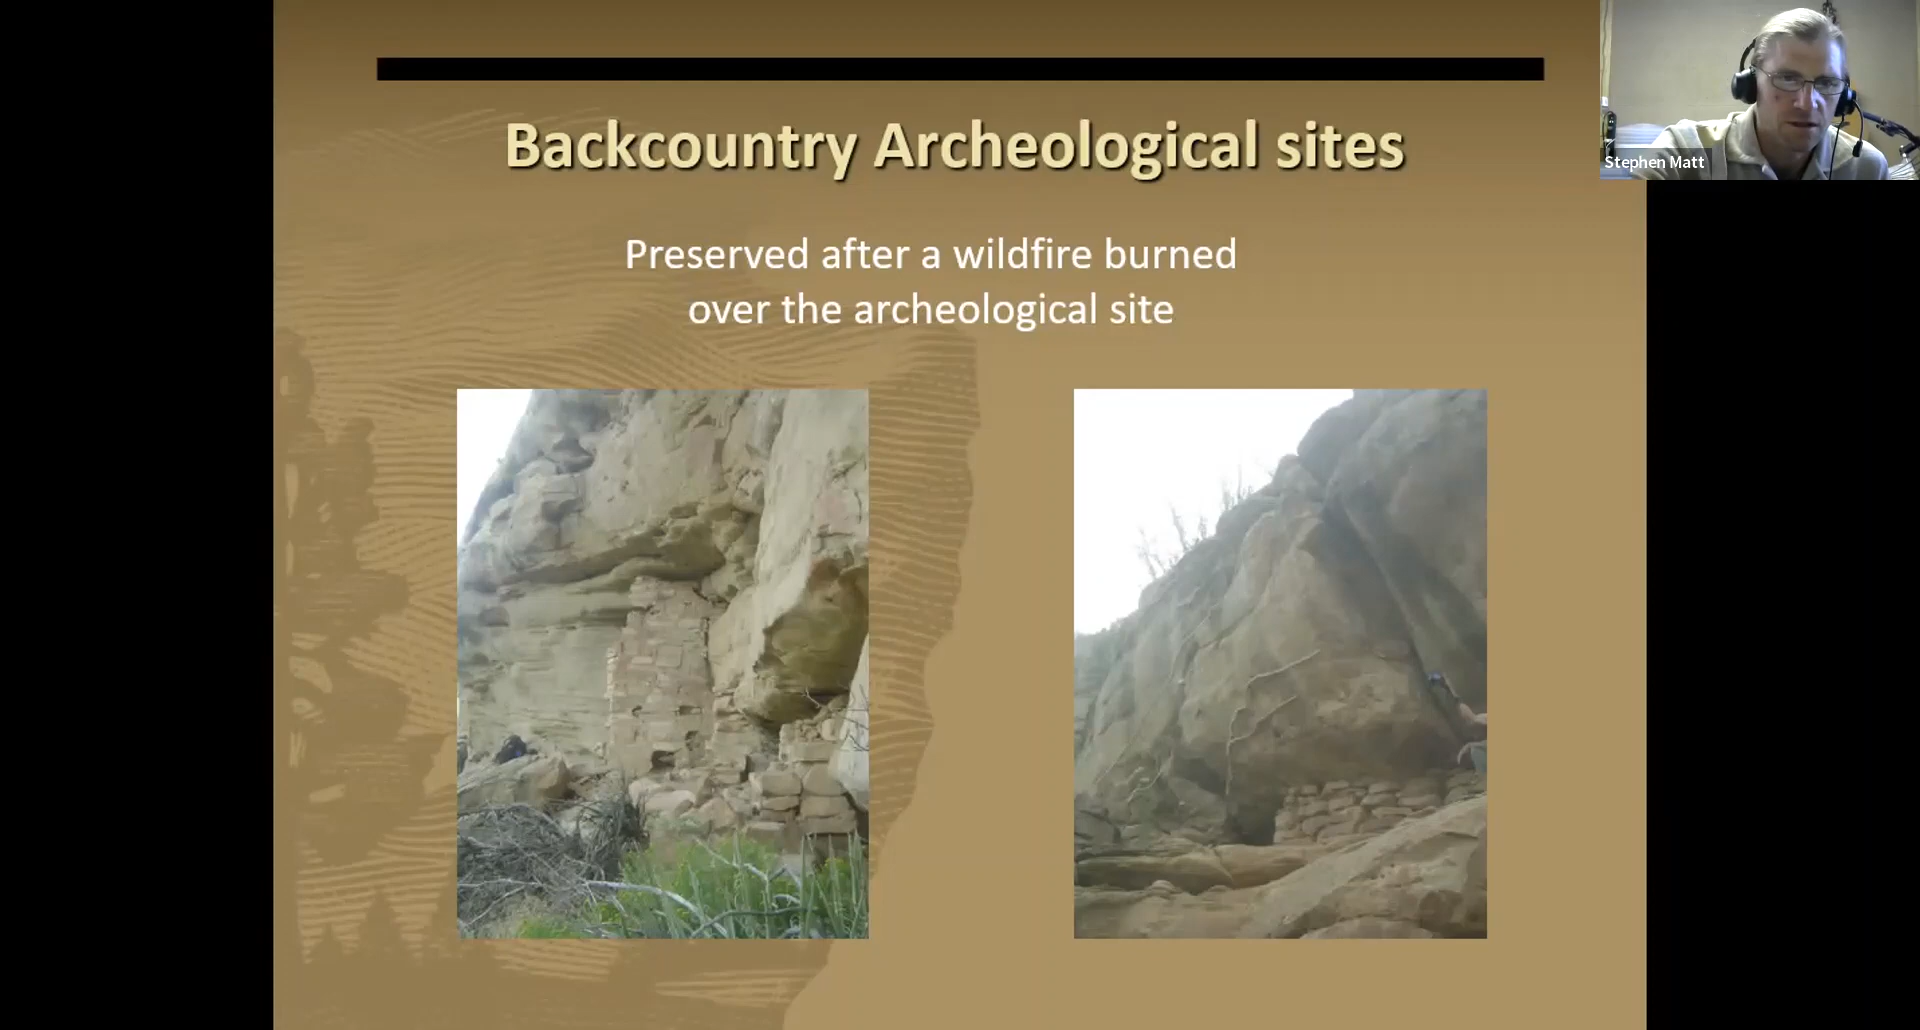 Backcountry Archeological sites
Stephen Matt
Preserved after a wildfire burned
over the archeological site